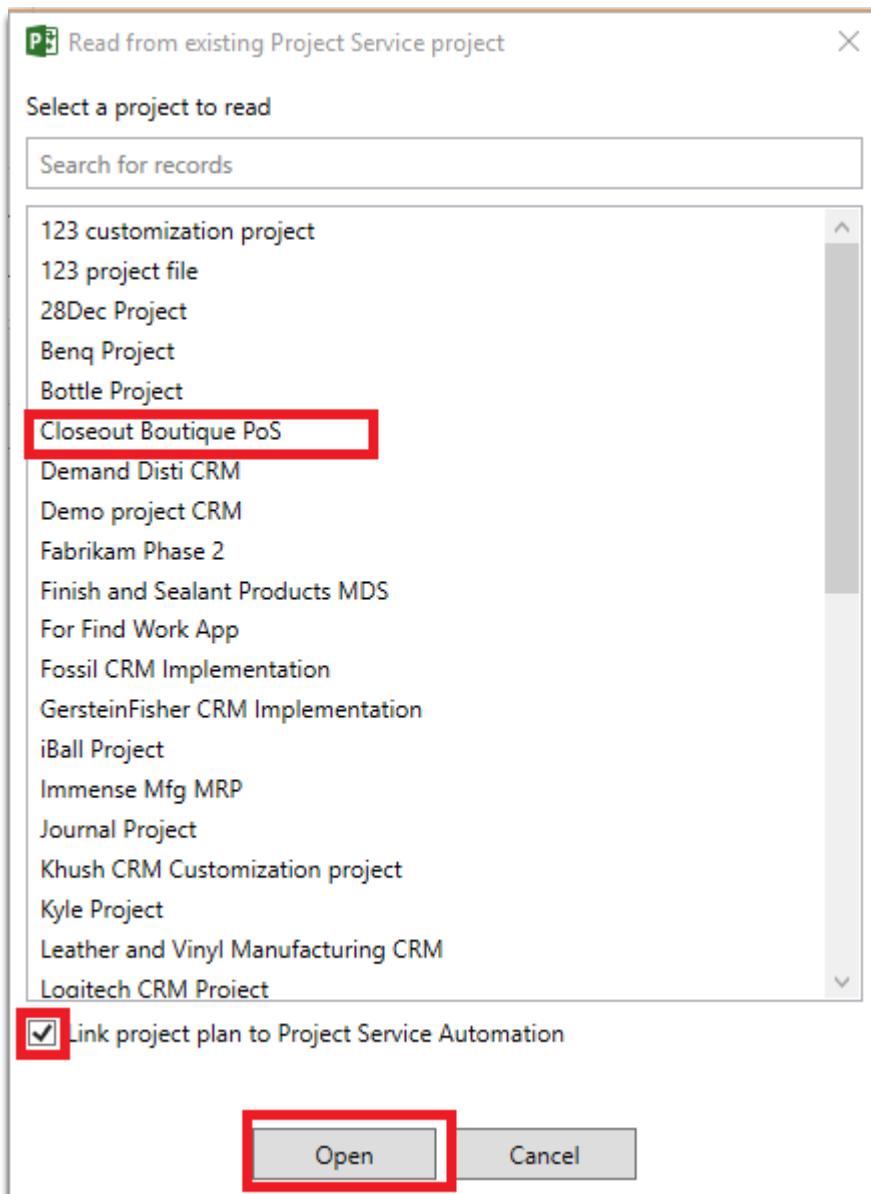 Read from existing Project Service project
Select a project to read
Search for records
123 customization project
123 project file
28Dec Project
Benq Project
Bottle Project
Closeout Boutique PoS
Demand Disti CRM
Demo project CRM
Fabrikam Phase 2
Finish and Sealant Products MDS
For Find Work App
Fossil CRM Implementation
GersteinFisher CRM Implementation
iBall Project
Immense Mfg MRP
Journal Project
Khush CRM Customization project
Kyle Project
Leather and Vinyl Manufacturing CRM
Logitech CRM Project
Link project plan to Project Service Automation
Open Cancel